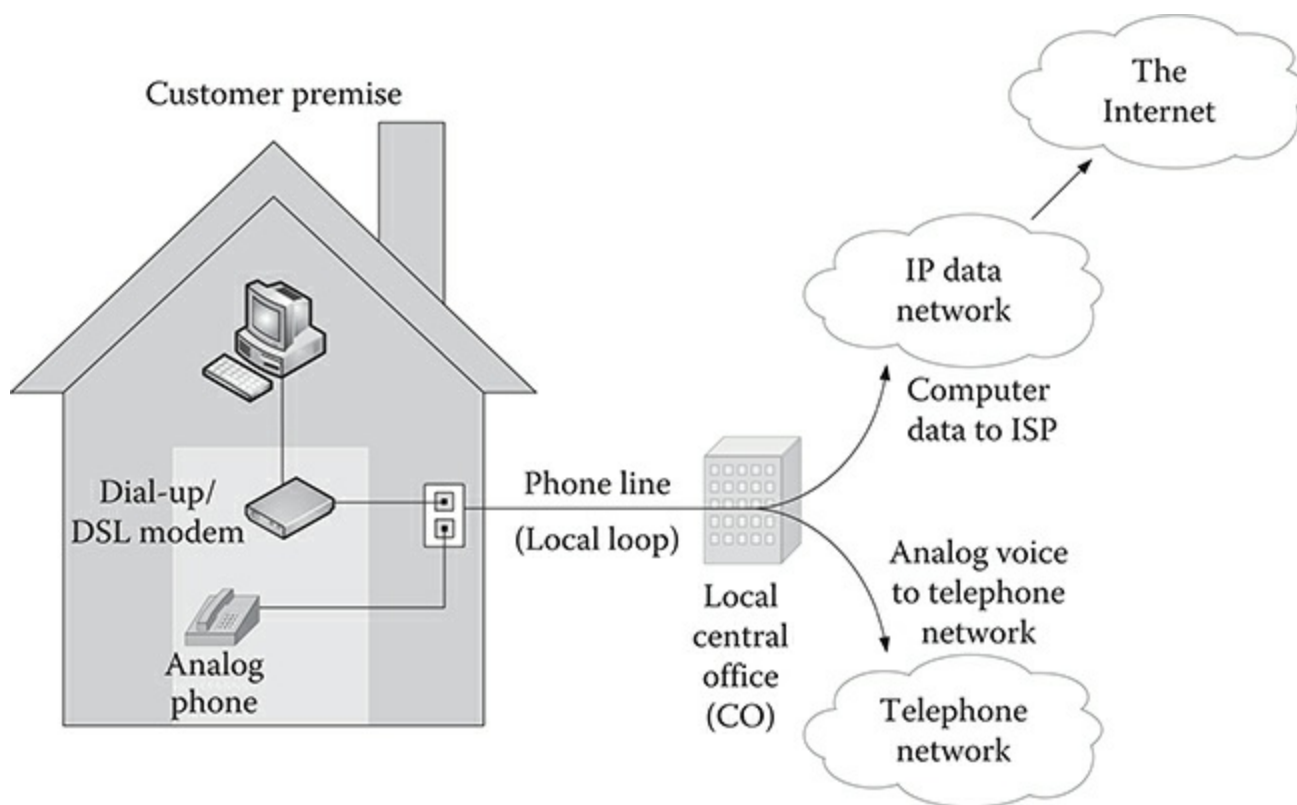 Customer premise
The
Internet
IP data
network
Computer
data to ISP
Dial-up/
DSL modem
Phone line
(Local loop)
Analog voice
to telephone
network
Local
central
office
(CO)
Analog
phone
Telephone
network